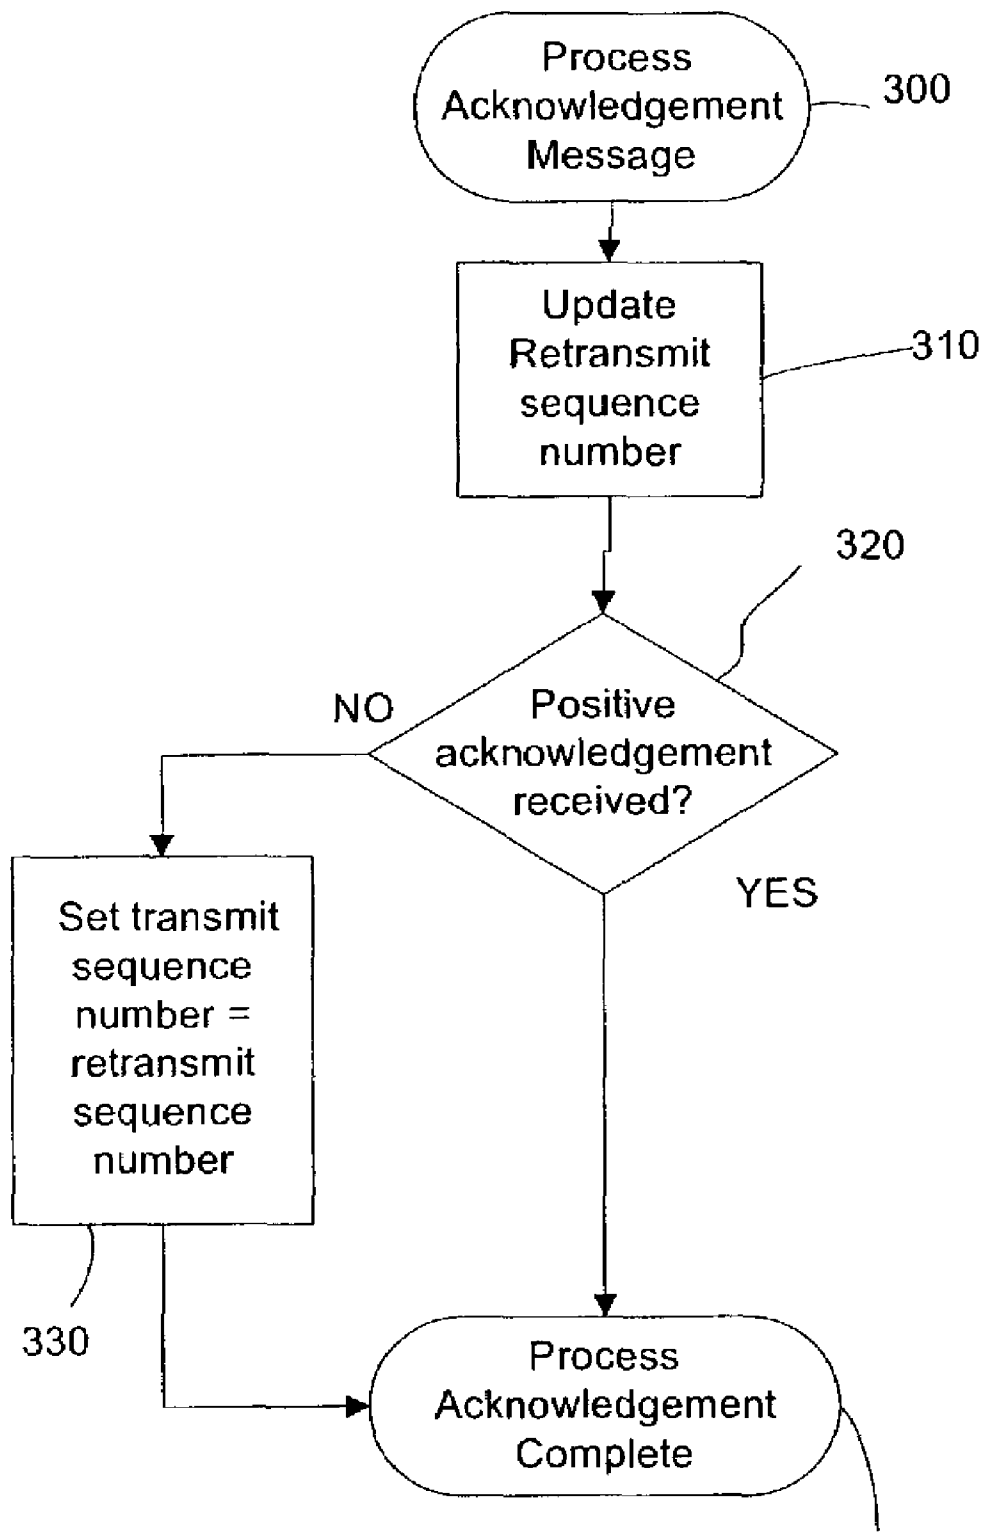 Process
Acknowledgement
Message
300
Update
Retransmit
sequence
number
310
320
Positive
acknowledgement
received?
NO
YES
Set transmit
sequence
number =
retransmit
sequence
number
330
Process
Acknowledgement
Complete